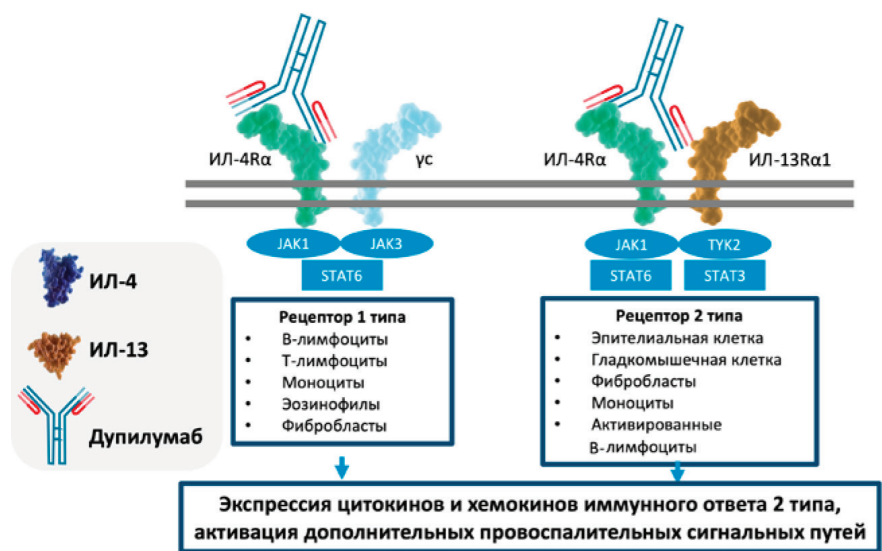 ИЛ-4Rα
γc
ИЛ-4Rα
ИЛ-13Rα1
JAK1
JAK3
STAT6
JAK1
TYK2
STAT6
STAT3
ИЛ-4
ИЛ-13
Дупилумаб
Рецептор 1 типа
• В-лимфоциты
• Т-лимфоциты
• Моноциты
• Эозинофилы
• Фибробласты
Рецептор 2 типа
• Эпителиальная клетка
• Гладкомышечная клетка
• Фибробласты
• Моноциты
• Активированные
В-лимфоциты
Экспрессия цитокинов и хемокинов иммунного ответа 2 типа,
активация дополнительных провоспалительных сигнальных путей